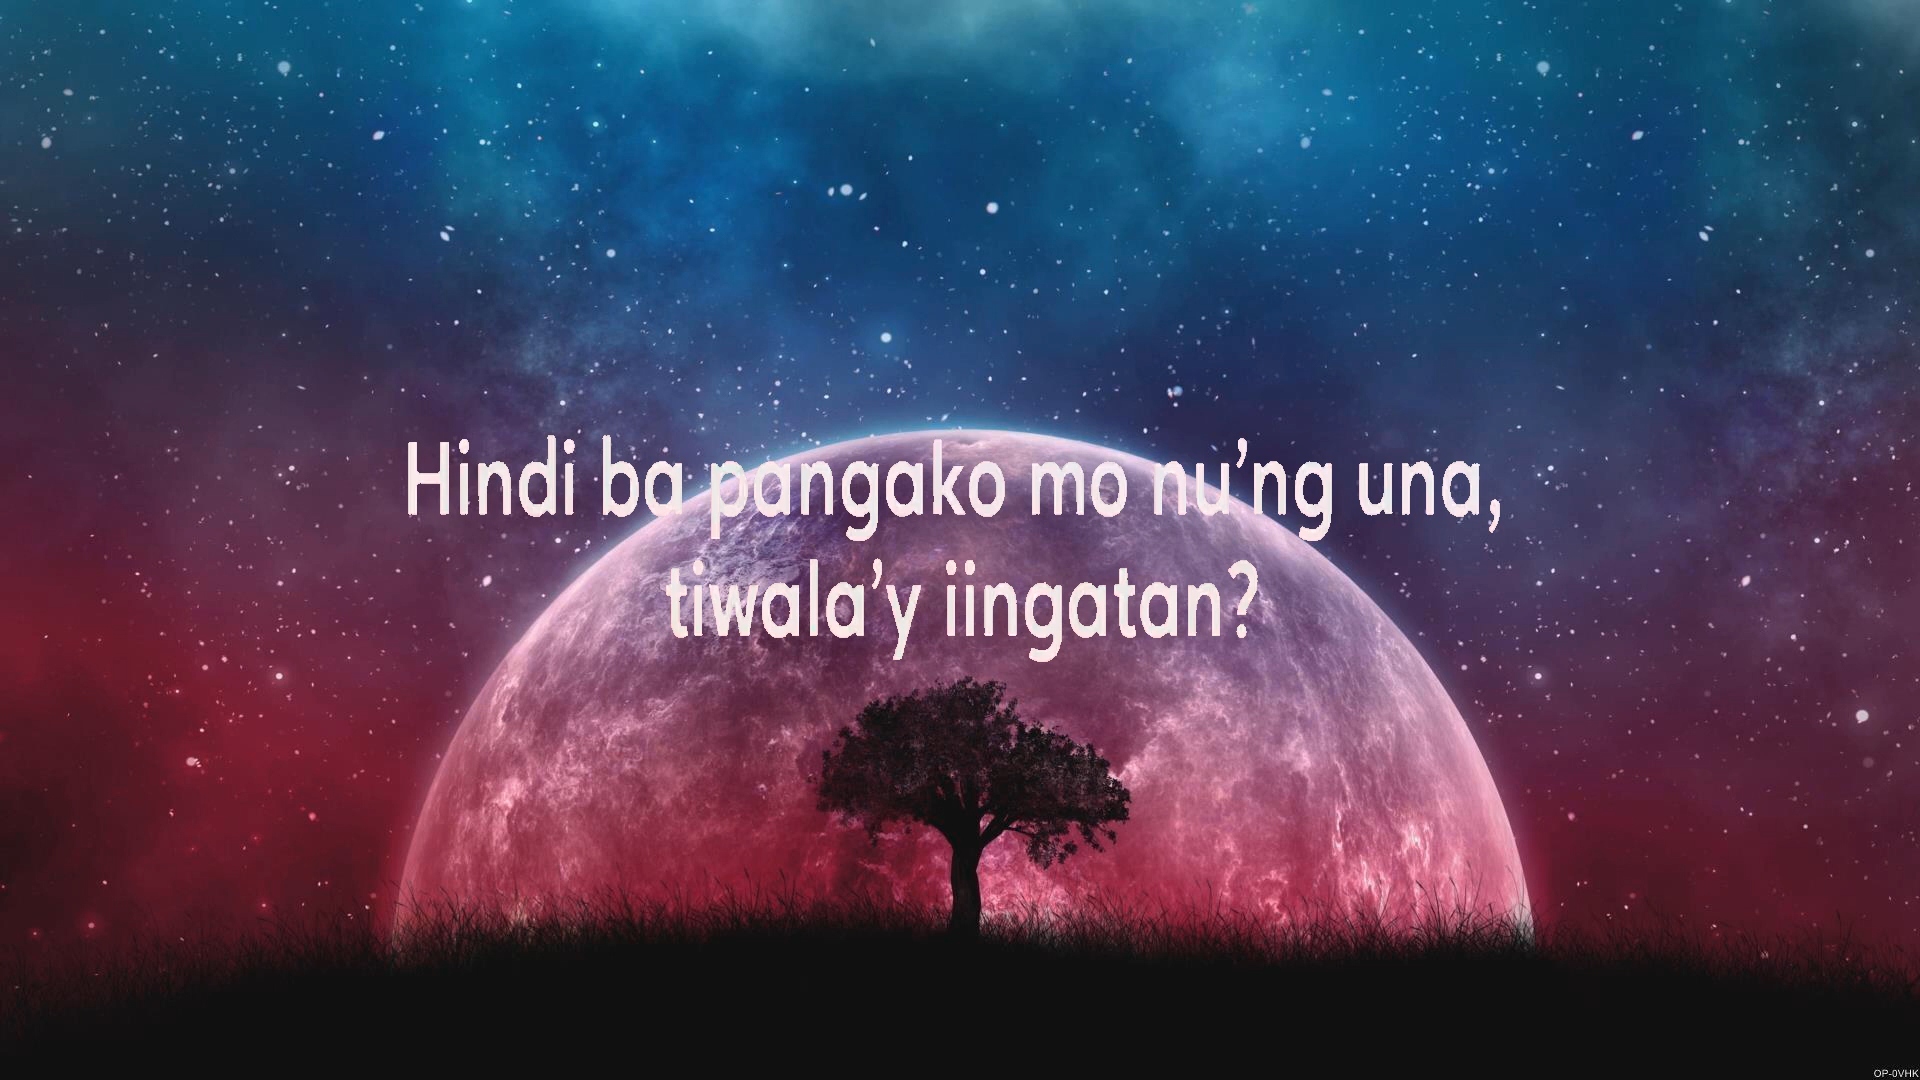 Hindi ba pangako mo nu’ng una,
tiwala’y iingatan?
OP-0VHK